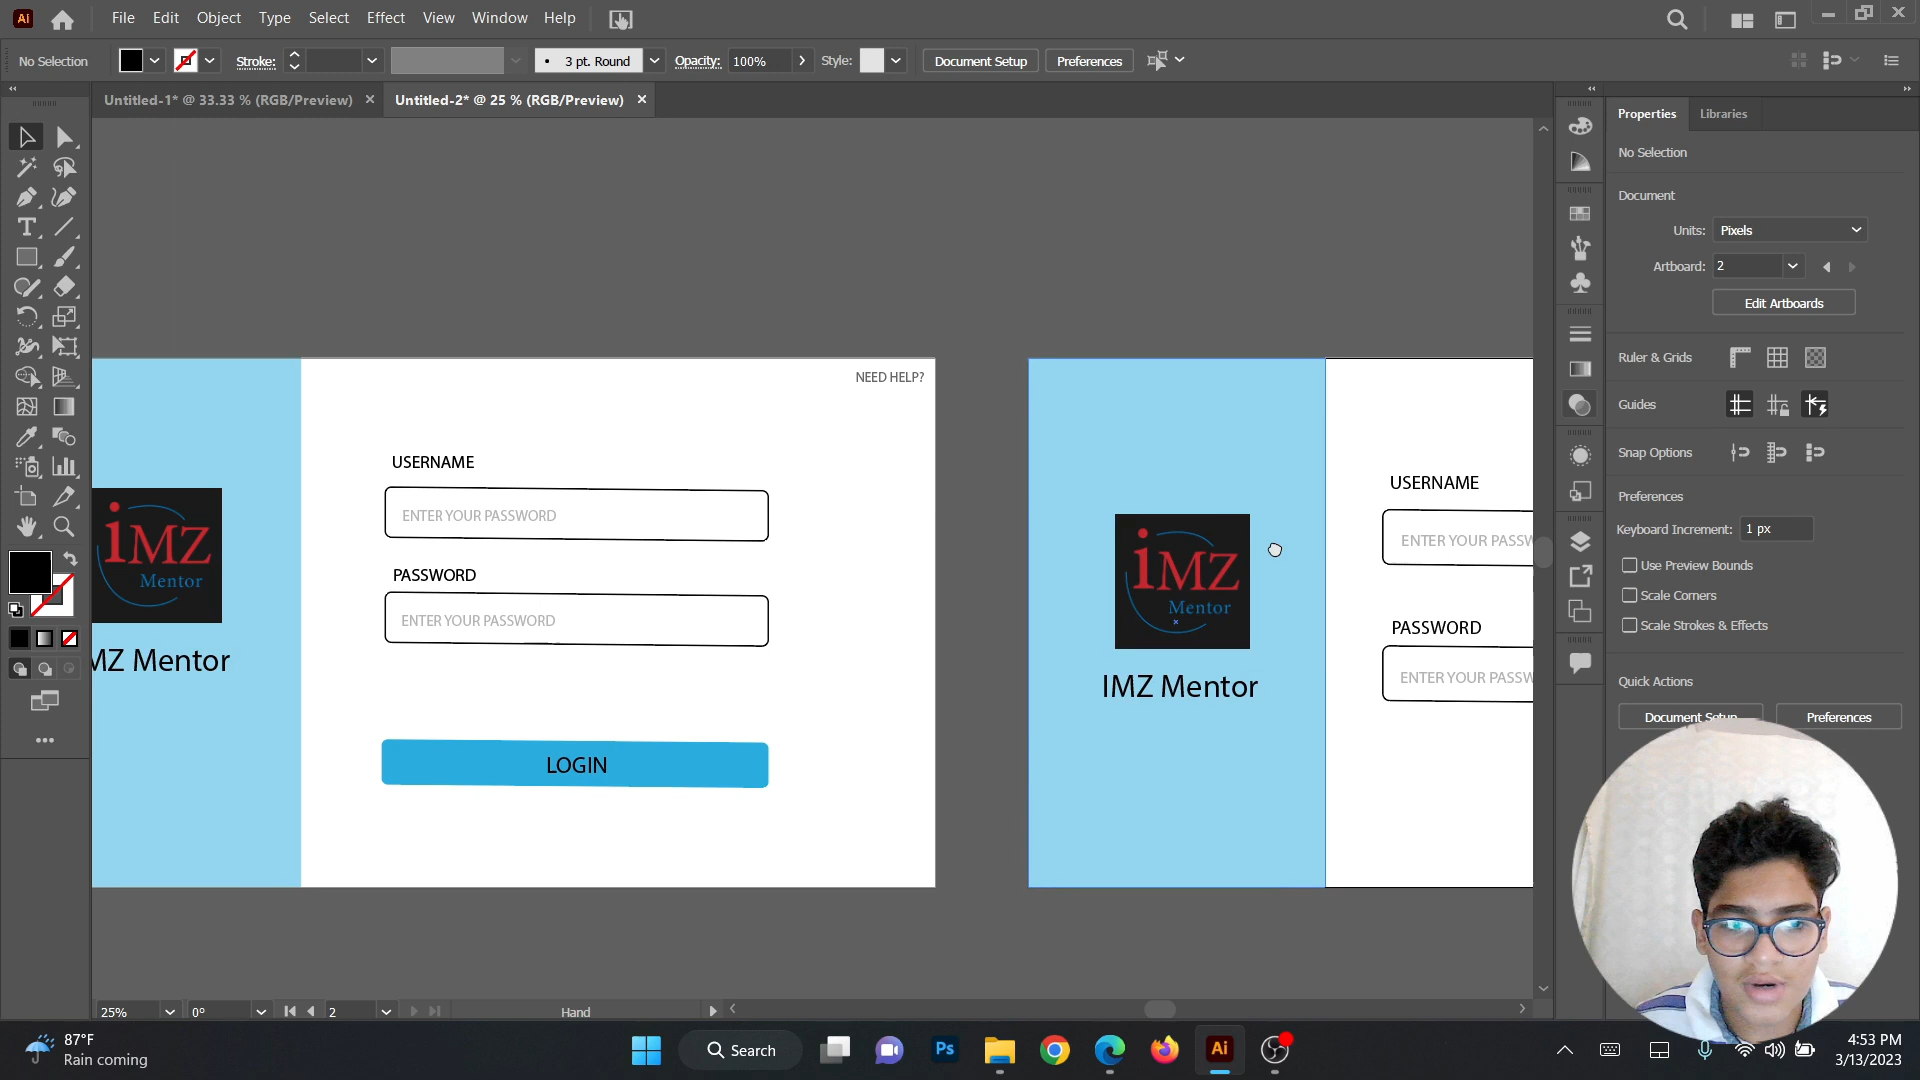 Ai File Edit Object Type Select Effect View Window Help
No Selection Stroke: 3 pt. Round Opacity: 100% Style: Document Setup Preferences
Untitled-1* @ 33.33 % (RGB/Preview) Untitled-2* @ 25 % (RGB/Preview)
Properties Libraries
No Selection
Document
Units: Pixels
Artboard: 2
Edit Artboards
Ruler & Grids
Guides
Snap Options
Preferences
Keyboard Increment: 1 px
Use Preview Bounds
Scale Corners
Scale Strokes & Effects
Quick Actions
Document Setup Preferences
NEED HELP?
USERNAME
ENTER YOUR PASSWORD
PASSWORD
ENTER YOUR PASSWORD
LOGIN
iMZ
Mentor
MZ Mentor
iMZ
Mentor
IMZ Mentor
USERNAME
ENTER YOUR PASSW
PASSWORD
ENTER YOUR PASSW
25% 0° 2 Hand
87°F
Rain coming
Search
Ps
Ai
4:53 PM
3/13/2023